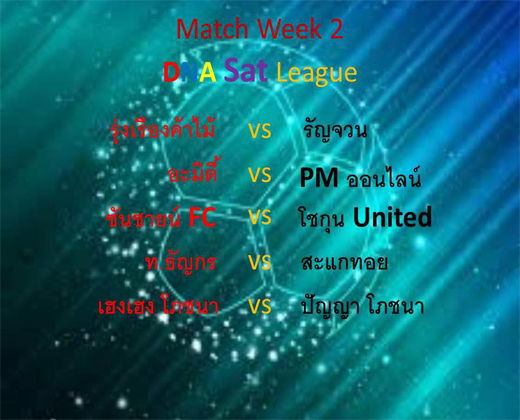 Match Week 2
DNA Sat League
รุ่งเรืองค้าไม้ vs รัญจวน
อะมิตี้ vs PM ออนไลน์
ซันชายน์ FC vs โชกุน United
ท.ธัญกร vs สะแกทอย
เฮงเฮง โภชนา vs ปัญญา โภชนา